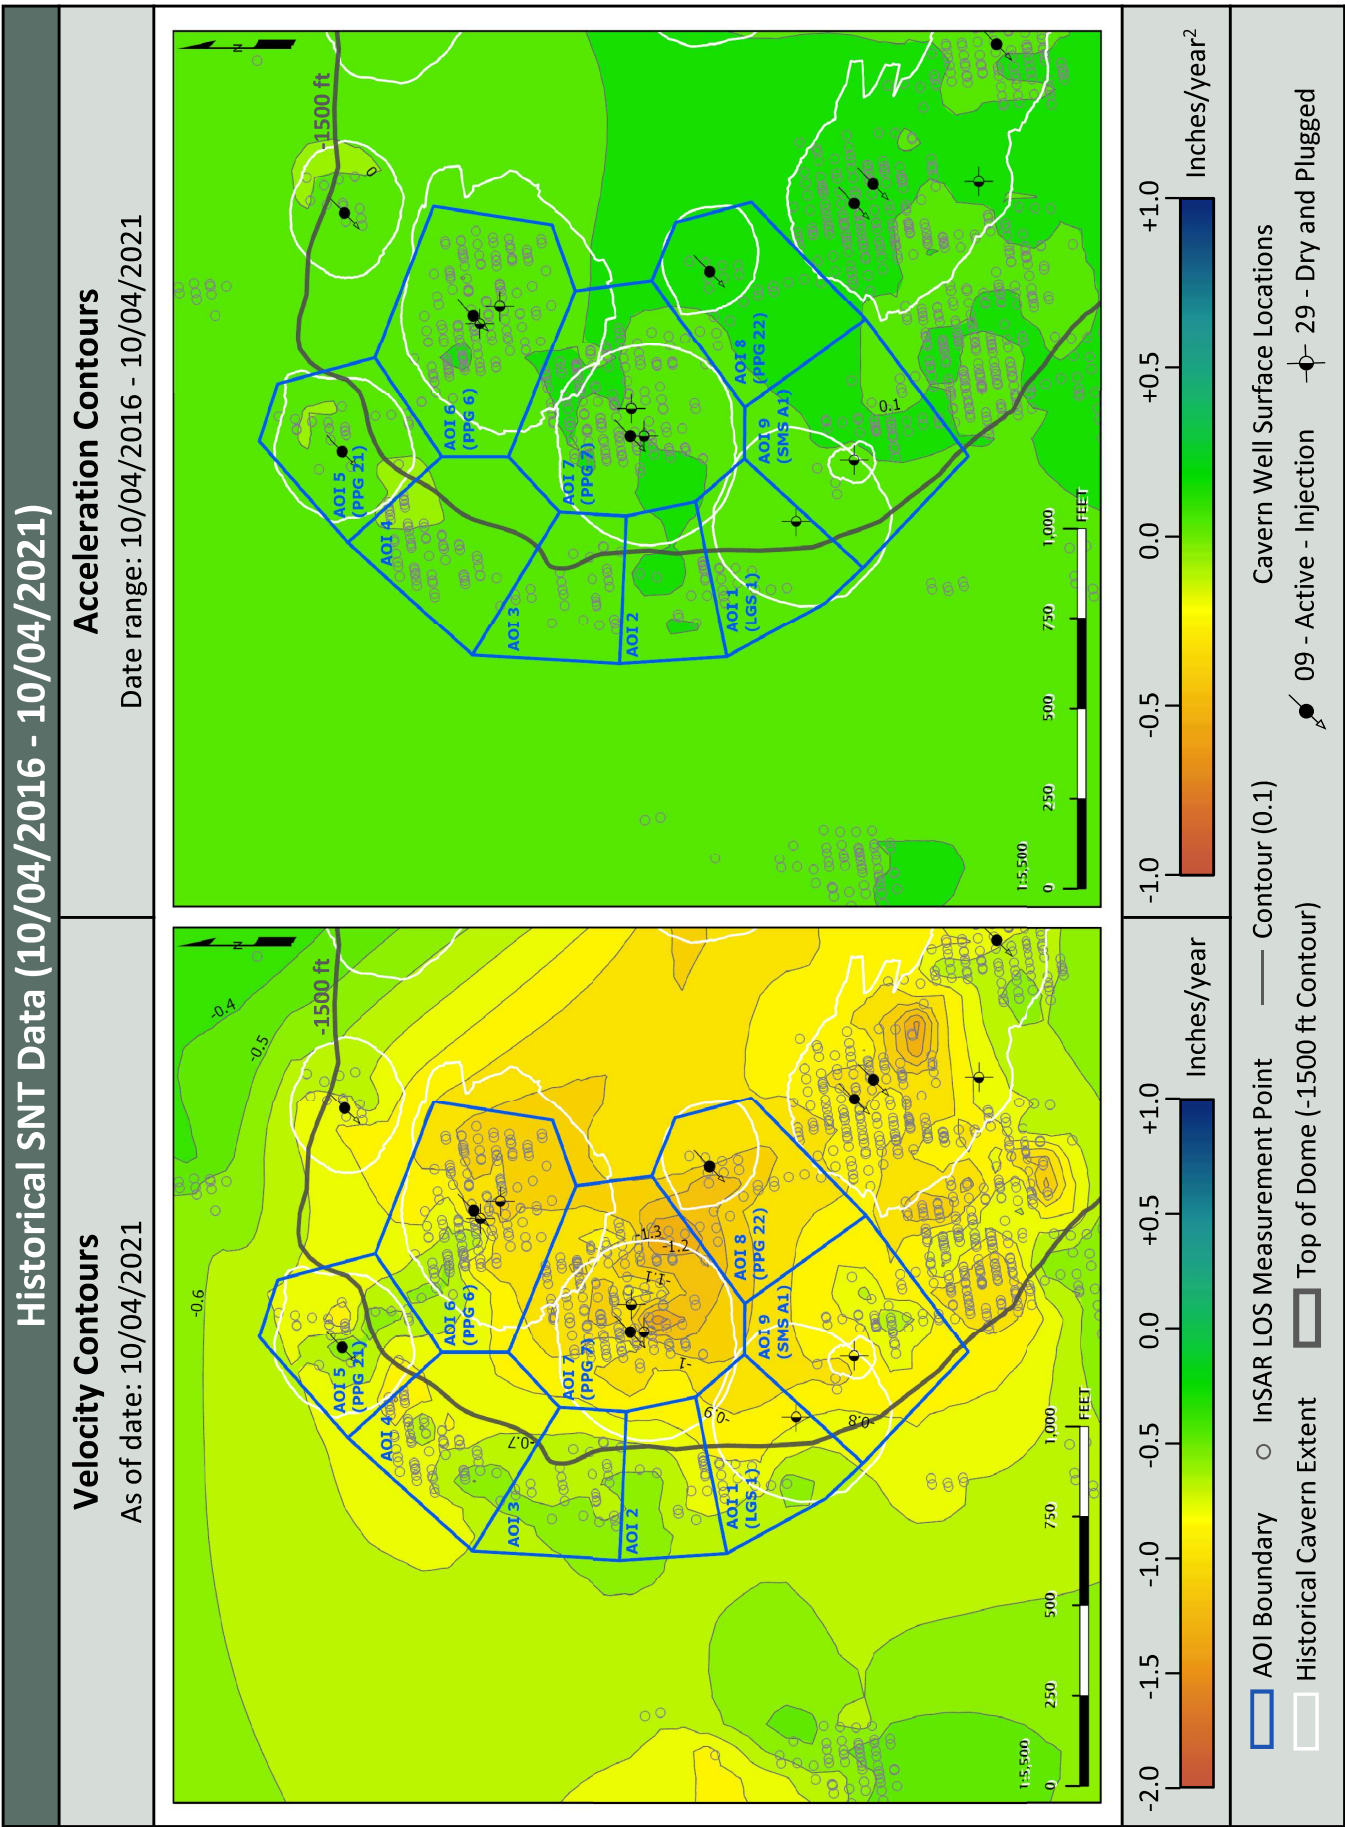 Historical SNT Data (10/04/2016 - 10/04/2021)
Velocity Contours
As of date: 10/04/2021
Acceleration Contours
Date range: 10/04/2016 - 10/04/2021
N
-1500 ft
-0.4
-0.5
-0.6
-0.7
-0.8
-0.9
-1
-1.1
-1.2
-1.3
AOI 5
(PPG 21)
AOI 4
AOI 6
(PPG 6)
AOI 3
AOI 7
(PPG 7)
AOI 2
AOI 8
(PPG 22)
AOI 1
(LGS 1)
AOI 9
(SMS A1)
1:5,500
0
250
500
750
1,000
FEET
N
-1500 ft
0
0.1
AOI 5
(PPG 21)
AOI 4
AOI 6
(PPG 6)
AOI 3
AOI 7
(PPG 7)
AOI 2
AOI 8
(PPG 22)
AOI 1
(LGS 1)
AOI 9
(SMS A1)
1:5,500
0
250
500
750
1,000
FEET
-2.0 -1.5 -1.0 -0.5 0.0 +0.5 +1.0 Inches/year
-1.0 -0.5 0.0 +0.5 +1.0 Inches/year²
AOI Boundary InSAR LOS Measurement Point Contour (0.1) Cavern Well Surface Locations
Historical Cavern Extent Top of Dome (-1500 ft Contour) 09 - Active - Injection 29 - Dry and Plugged